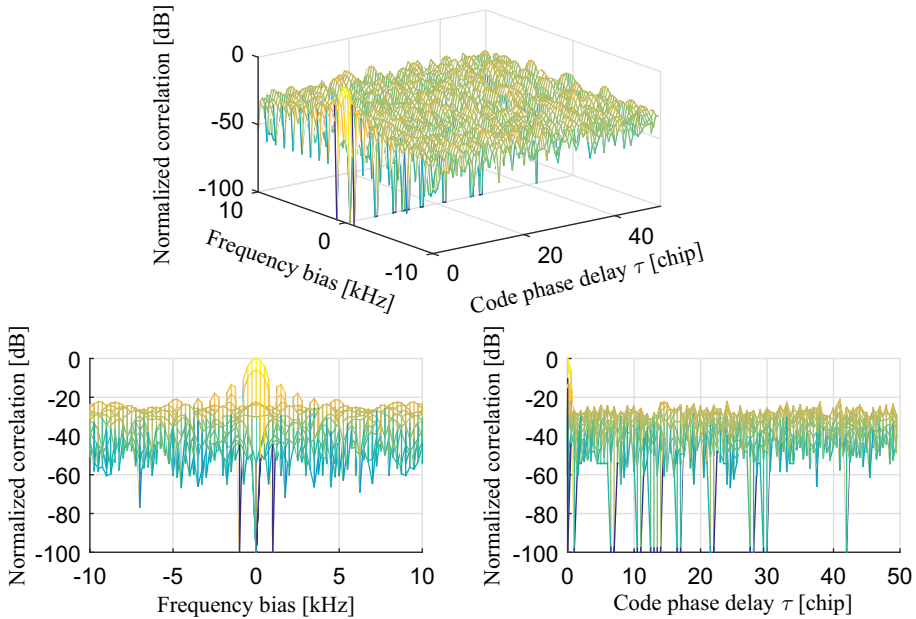 Normalized correlation [dB]
0
-50
-100
10
0
-10
Frequency bias [kHz]
0
20
40
Code phase delay τ [chip]
Normalized correlation [dB]
0
-20
-40
-60
-80
-100
-10 -5 0 5 10
Frequency bias [kHz]
Normalized correlation [dB]
0
-20
-40
-60
-80
-100
0 10 20 30 40 50
Code phase delay τ [chip]